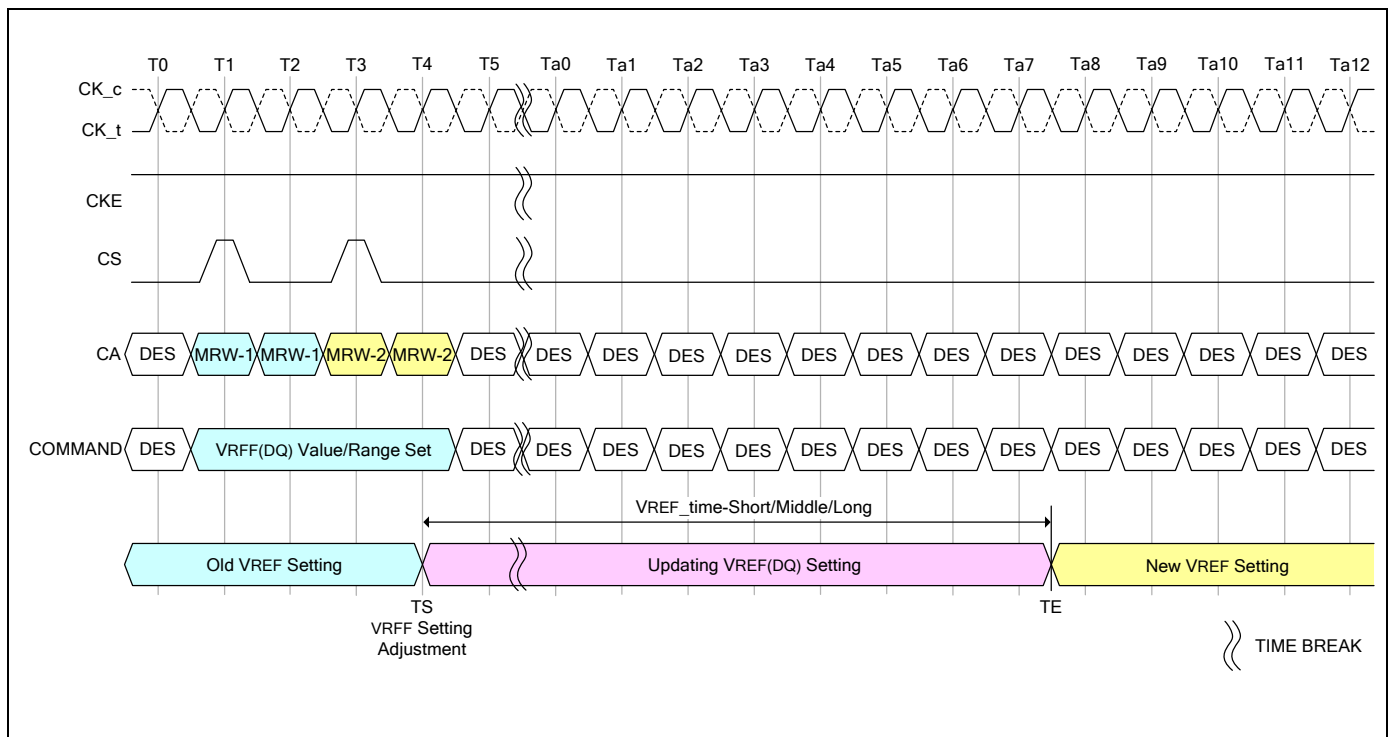 T0 T1 T2 T3 T4 T5 Ta0 Ta1 Ta2 Ta3 Ta4 Ta5 Ta6 Ta7 Ta8 Ta9 Ta10 Ta11 Ta12
CK_c
CK_t
CKE
CS
CA DES MRW-1 MRW-1 MRW-2 MRW-2 DES DES DES DES DES DES DES DES DES DES DES DES DES DES
COMMAND DES VRFF(DQ) Value/Range Set DES DES DES DES DES DES DES DES DES DES DES DES DES DES
VREF_time-Short/Middle/Long
Old VREF Setting Updating VREF(DQ) Setting New VREF Setting
TS TE
VRFF Setting
Adjustment
TIME BREAK